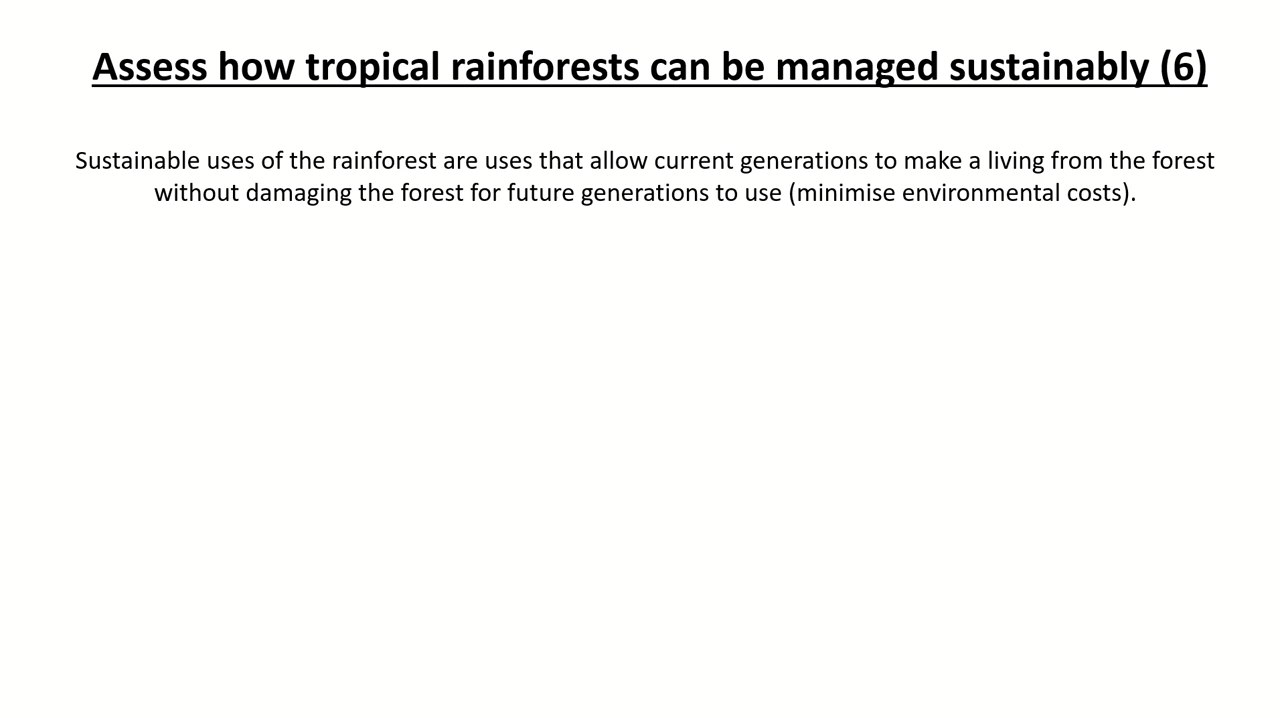 Assess how tropical rainforests can be managed sustainably (6)
Sustainable uses of the rainforest are uses that allow current generations to make a living from the forest
without damaging the forest for future generations to use (minimise environmental costs).